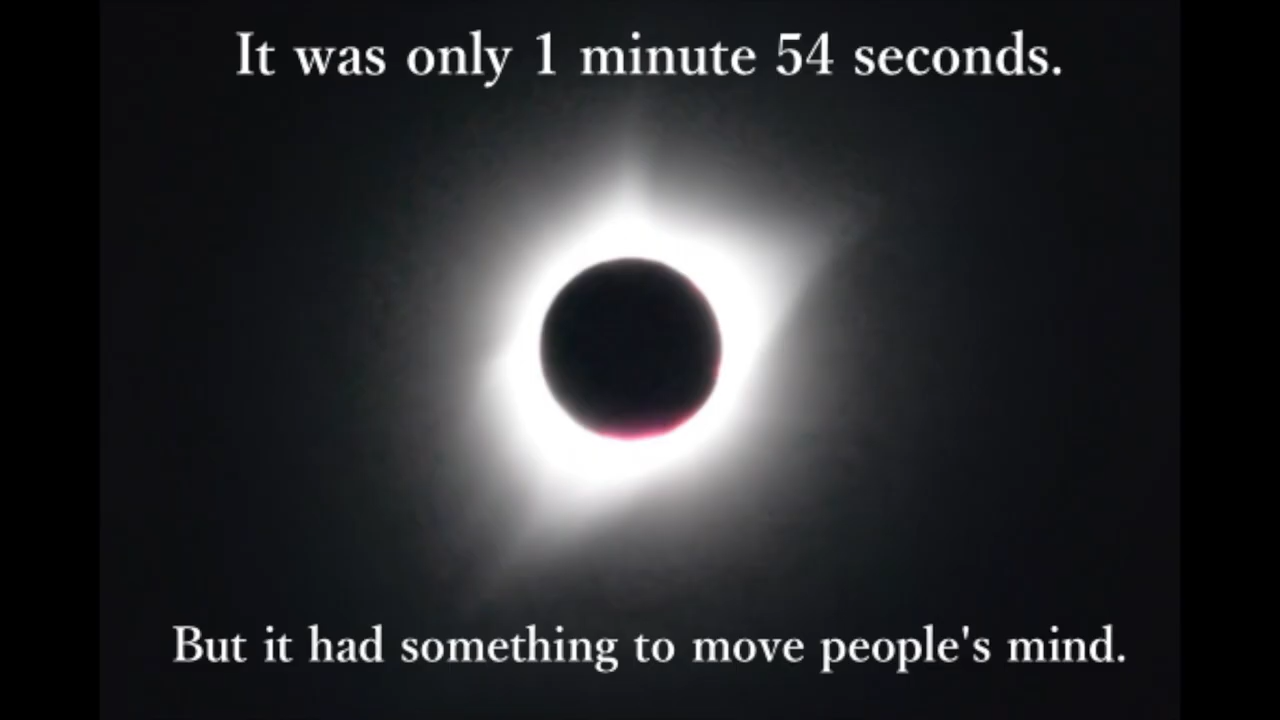 It was only 1 minute 54 seconds.
But it had something to move people's mind.